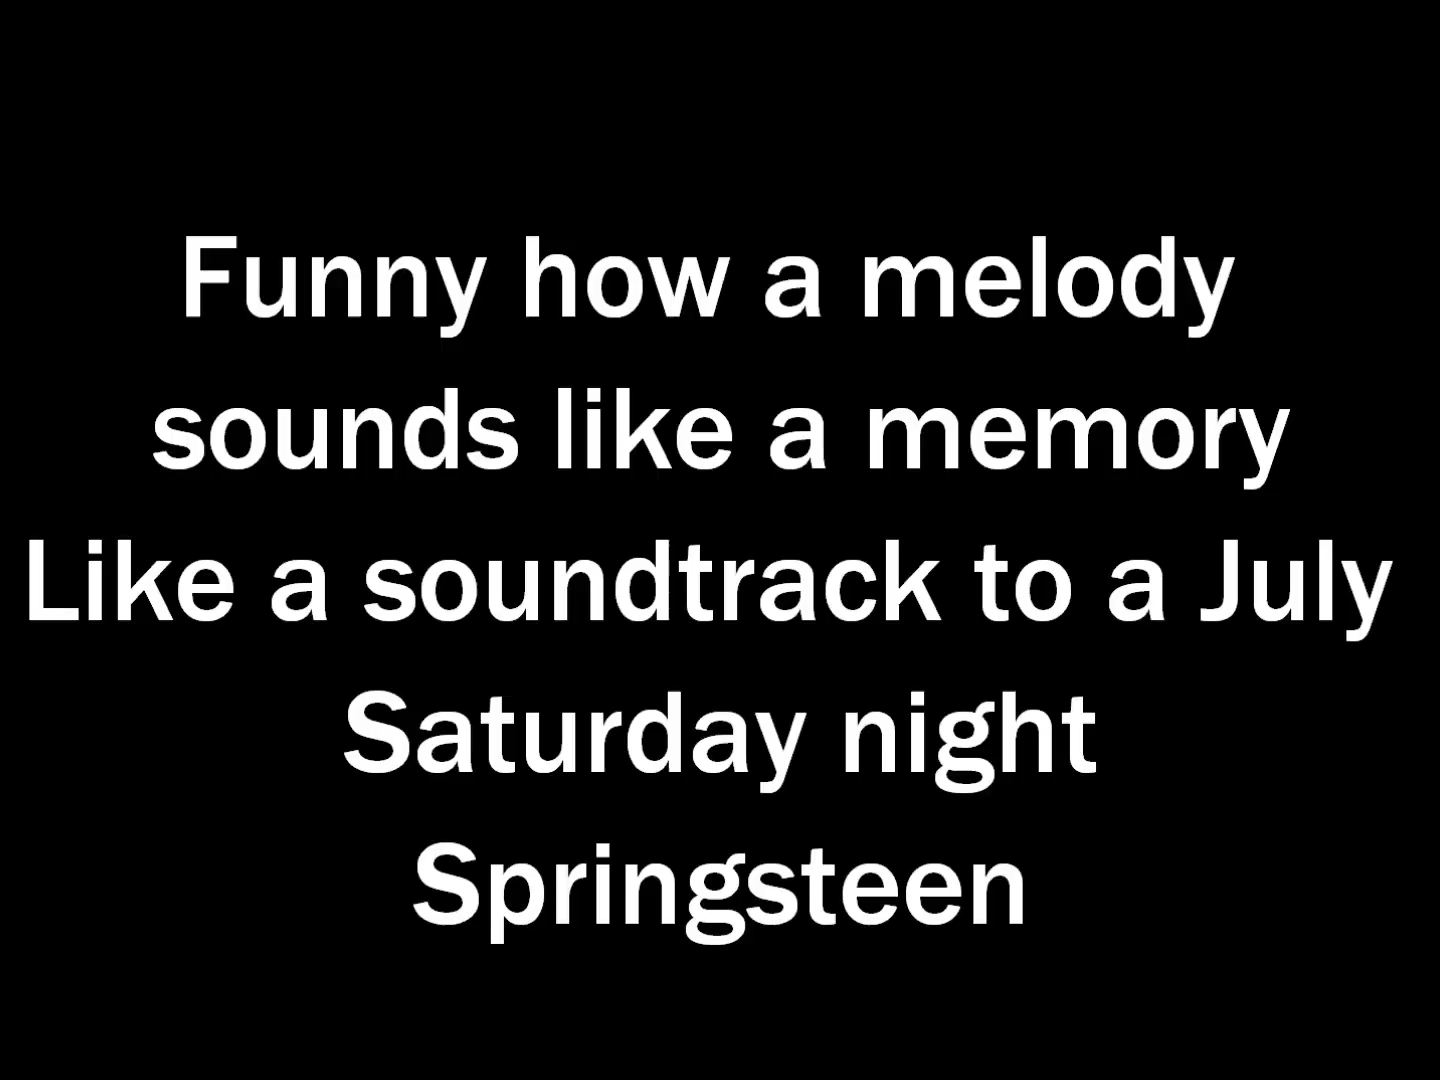 Funny how a melody
sounds like a memory
Like a soundtrack to a July
Saturday night
Springsteen